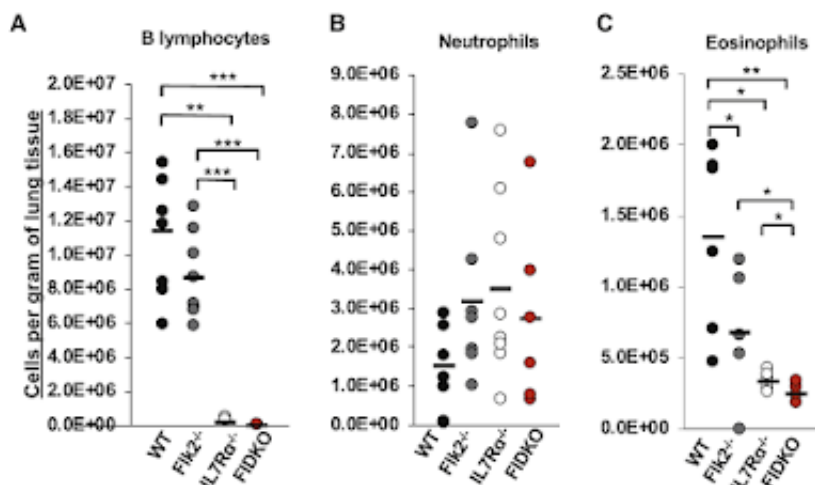 A
B lymphocytes
Cells per gram of lung tissue
2.0E+07
1.8E+07
1.6E+07
1.4E+07
1.2E+07
1.0E+07
8.0E+06
6.0E+06
4.0E+06
2.0E+06
0.0E+00
***
**
***
***
WT
Flk2-/-
IL7Rα-/-
FIDKO
B
Neutrophils
9.0E+06
8.0E+06
7.0E+06
6.0E+06
5.0E+06
4.0E+06
3.0E+06
2.0E+06
1.0E+06
0.0E+00
WT
Flk2-/-
IL7Rα-/-
FIDKO
C
Eosinophils
2.5E+06
2.0E+06
1.5E+06
1.0E+06
5.0E+05
0.0E+00
**
*
*
*
*
WT
Flk2-/-
IL7Rα-/-
FIDKO